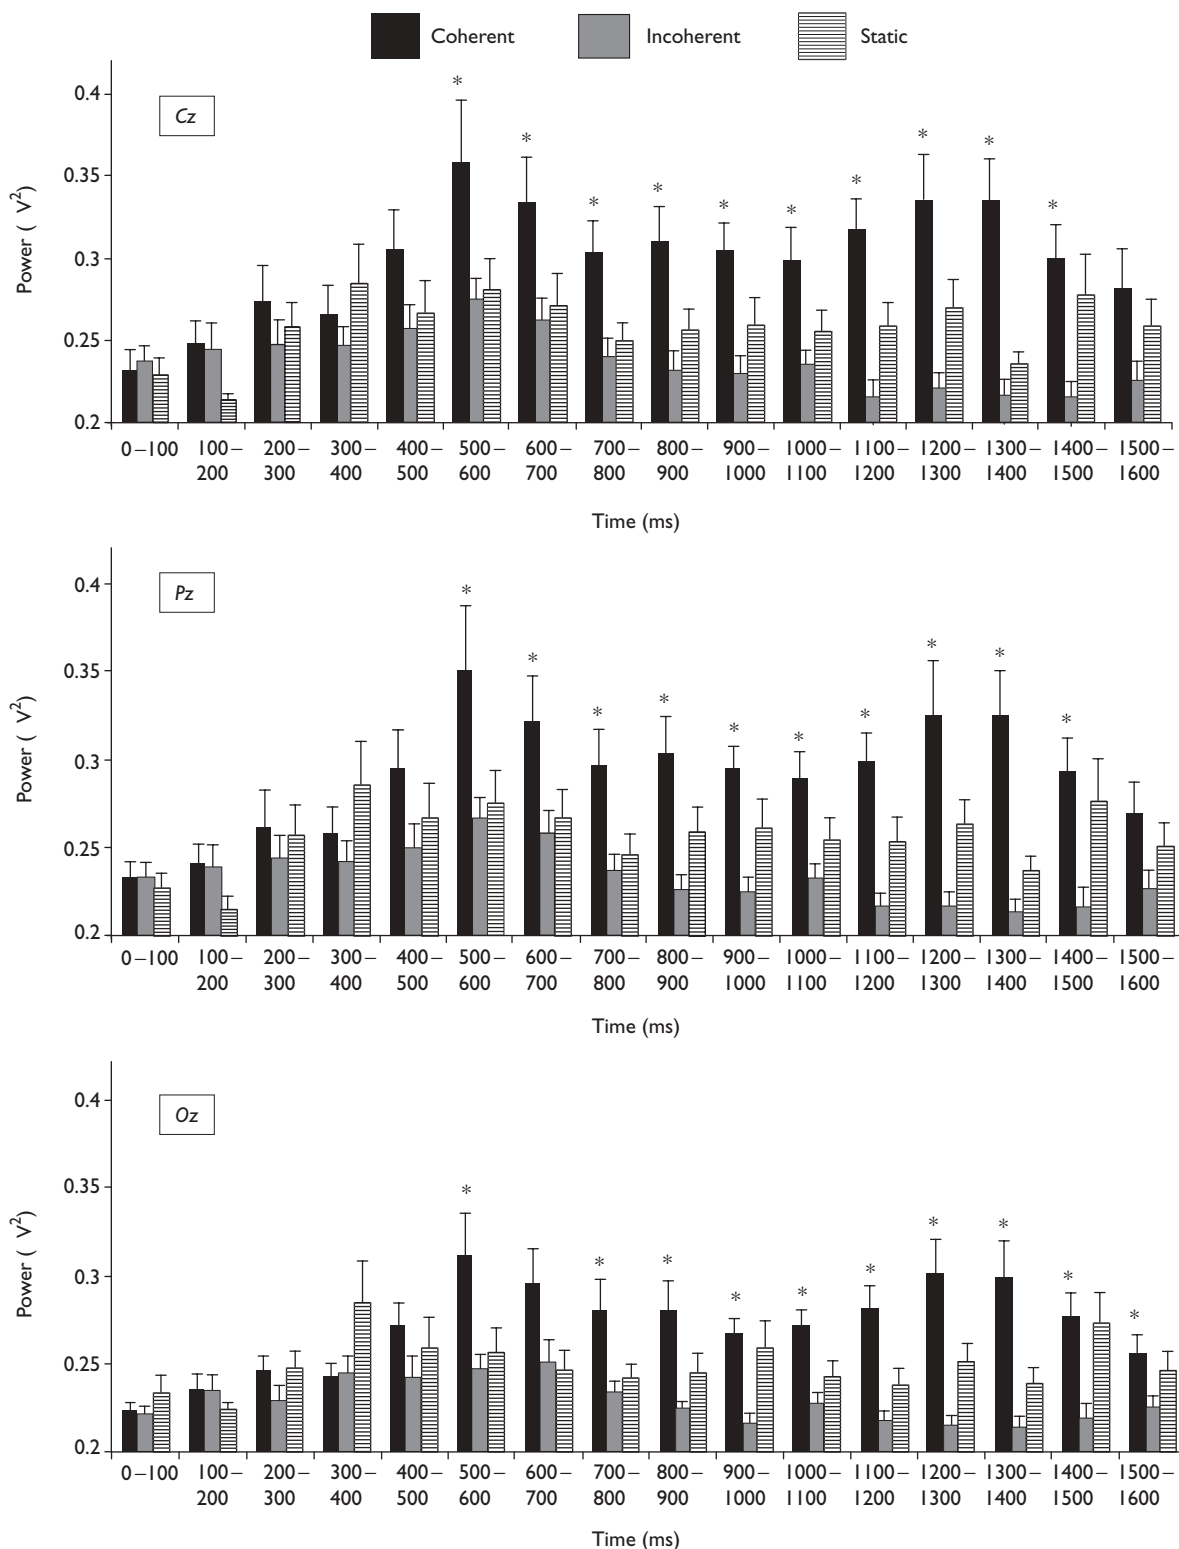 Coherent Incoherent Static
Cz
Power ( V²)
0.4
0.35
0.3
0.25
0.2
* * * * * * * * * *
0–100 100– 200– 300– 400– 500– 600– 700– 800– 900– 1000– 1100– 1200– 1300– 1400– 1500–
200 300 400 500 600 700 800 900 1000 1100 1200 1300 1400 1500 1600
Time (ms)
Pz
Power ( V²)
0.4
0.35
0.3
0.25
0.2
* * * * * * * * * *
0–100 100– 200– 300– 400– 500– 600– 700– 800– 900– 1000– 1100– 1200– 1300– 1400– 1500–
200 300 400 500 600 700 800 900 1000 1100 1200 1300 1400 1500 1600
Time (ms)
Oz
Power ( V²)
0.4
0.35
0.3
0.25
0.2
* * * * * * * * * *
0–100 100– 200– 300– 400– 500– 600– 700– 800– 900– 1000– 1100– 1200– 1300– 1400– 1500–
200 300 400 500 600 700 800 900 1000 1100 1200 1300 1400 1500 1600
Time (ms)